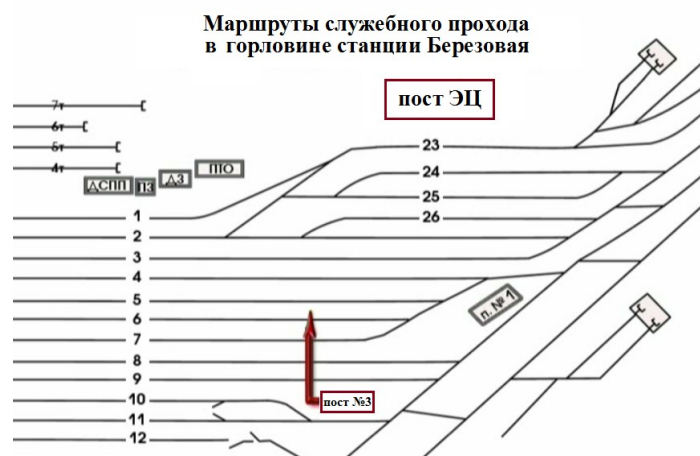 Маршруты служебного прохода
в горловине станции Березовая
пост ЭЦ
7т
6т
5т
4т
ДСПП ПЗ ДЗ ПТО
23
24
25
26
1
2
3
4
5
6
7
8
9
10
11
12
п. № 1
пост №3